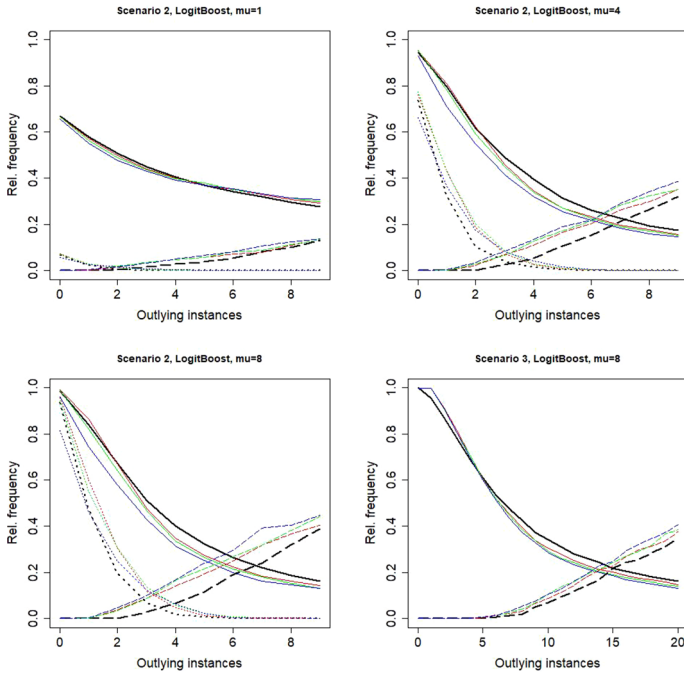 Scenario 2, LogitBoost, mu=1
Rel. frequency
0.0 0.2 0.4 0.6 0.8 1.0
0 2 4 6 8
Outlying instances
Scenario 2, LogitBoost, mu=4
Rel. frequency
0.0 0.2 0.4 0.6 0.8 1.0
0 2 4 6 8
Outlying instances
Scenario 2, LogitBoost, mu=8
Rel. frequency
0.0 0.2 0.4 0.6 0.8 1.0
0 2 4 6 8
Outlying instances
Scenario 3, LogitBoost, mu=8
Rel. frequency
0.0 0.2 0.4 0.6 0.8 1.0
0 5 10 15 20
Outlying instances